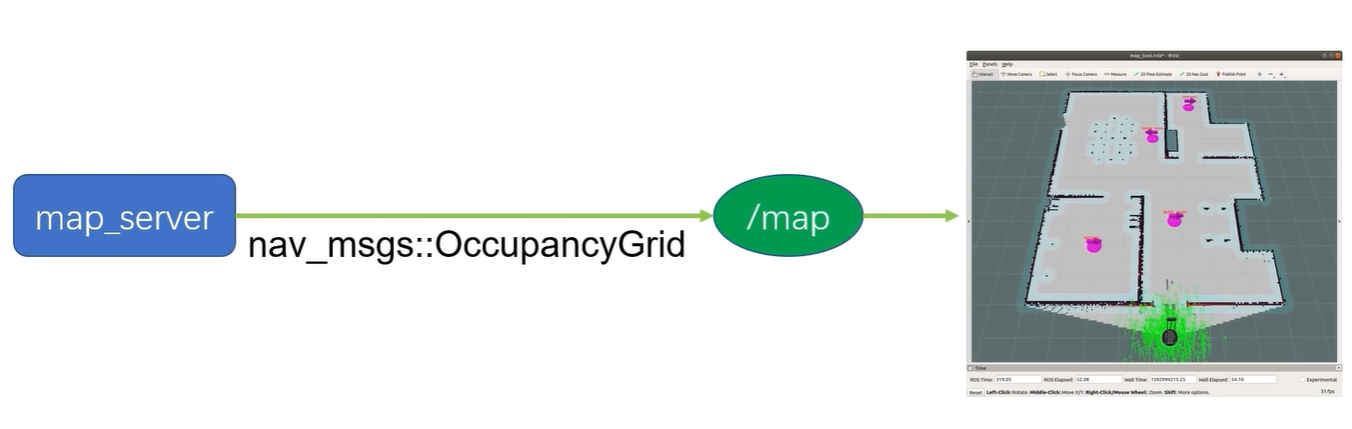 map_server
nav_msgs::OccupancyGrid
/map
map_tool.rviz* - RViz
File Panels Help
Interact Move Camera Select Focus Camera Measure 2D Pose Estimate 2D Nav Goal Publish Point
Time
ROS Time: 319.05 ROS Elapsed: 52.08 Wall Time: 1592994215.25 Wall Elapsed: 54.10 Experimental
Reset Left-Click: Rotate. Middle-Click: Move X/Y. Right-Click/Mouse Wheel: Zoom. Shift: More options. 31 fps